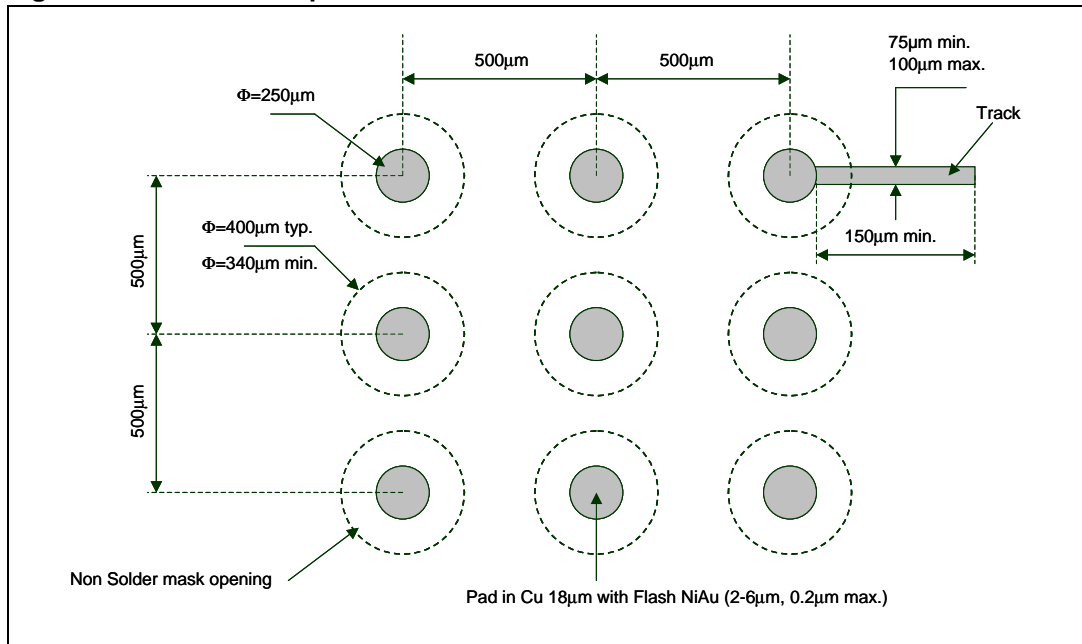 500µm
500µm
75µm min.
100µm max.
Φ=250µm
Track
Φ=400µm typ.
Φ=340µm min.
150µm min.
500µm
500µm
Non Solder mask opening
Pad in Cu 18µm with Flash NiAu (2-6µm, 0.2µm max.)